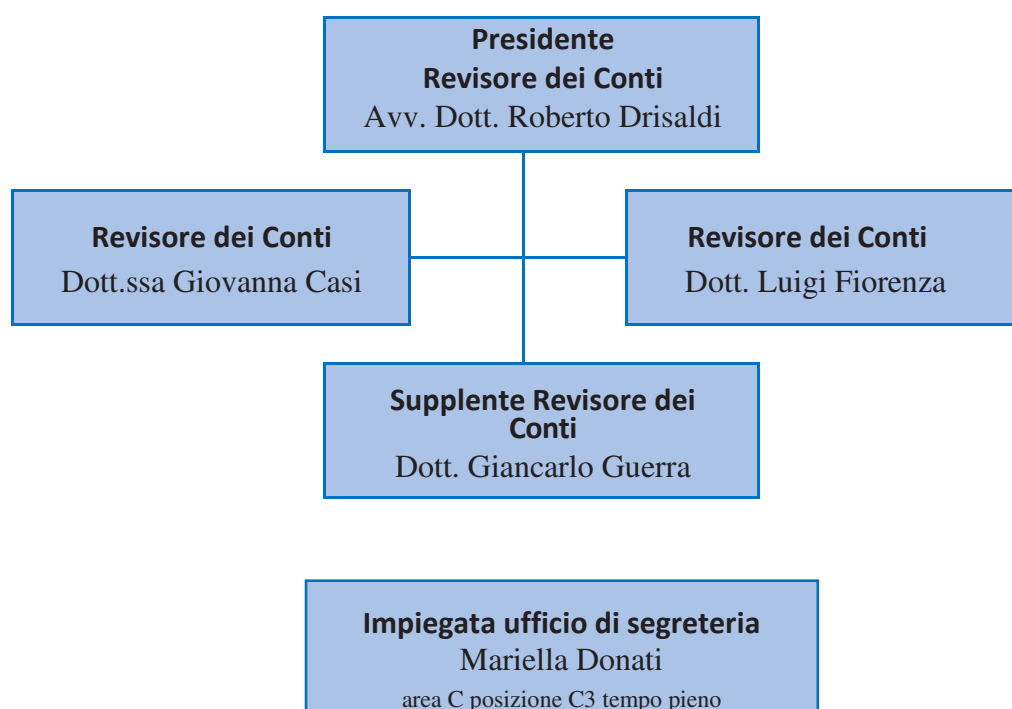 Presidente
Revisore dei Conti
Avv. Dott. Roberto Drisaldi
Revisore dei Conti
Dott.ssa Giovanna Casi
Revisore dei Conti
Dott. Luigi Fiorenza
Supplente Revisore dei
Conti
Dott. Giancarlo Guerra
Impiegata ufficio di segreteria
Mariella Donati
area C posizione C3 tempo pieno